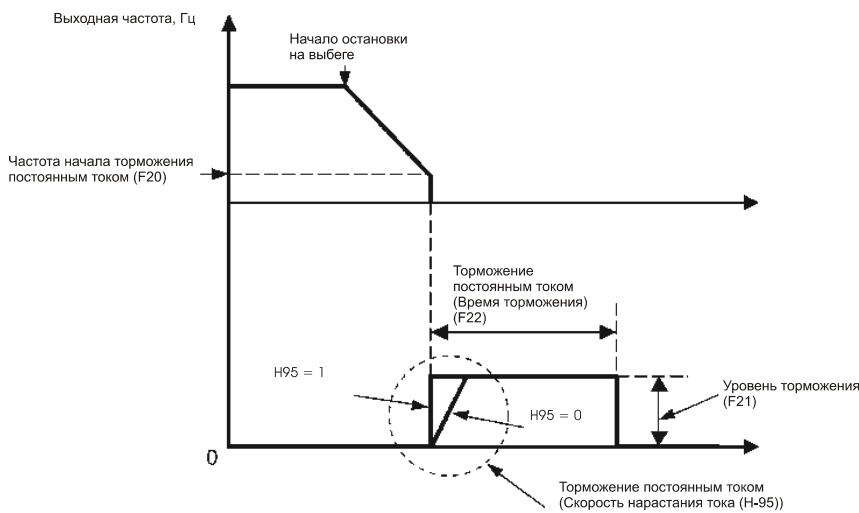 Выходная частота, Гц
Начало остановки
на выбеге
Частота начала торможения
постоянным током (F20)
Торможение
постоянным током
(Время торможения)
(F22)
H95 = 1
H95 = 0
Уровень торможения
(F21)
0
Торможение постоянным током
(Скорость нарастания тока (H-95))